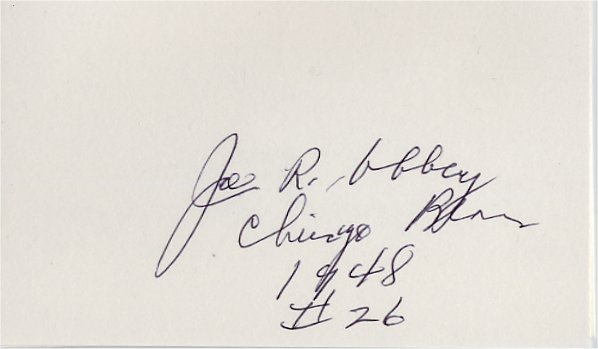 Joe R. Abbey
Chicago Bears
1948
#26